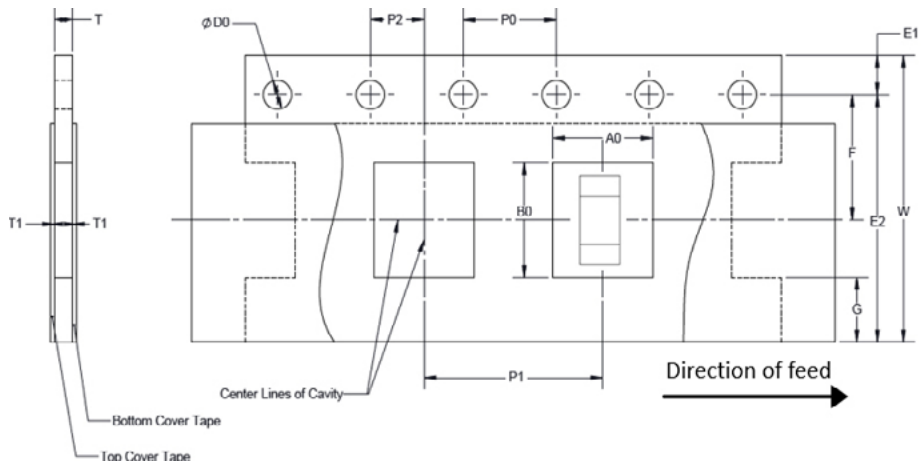 T
P2
P0
E1
ϕD0
A0
F
B0
T1
T1
E2
W
G
P1
Direction of feed
Center Lines of Cavity
Bottom Cover Tape
Top Cover Tape